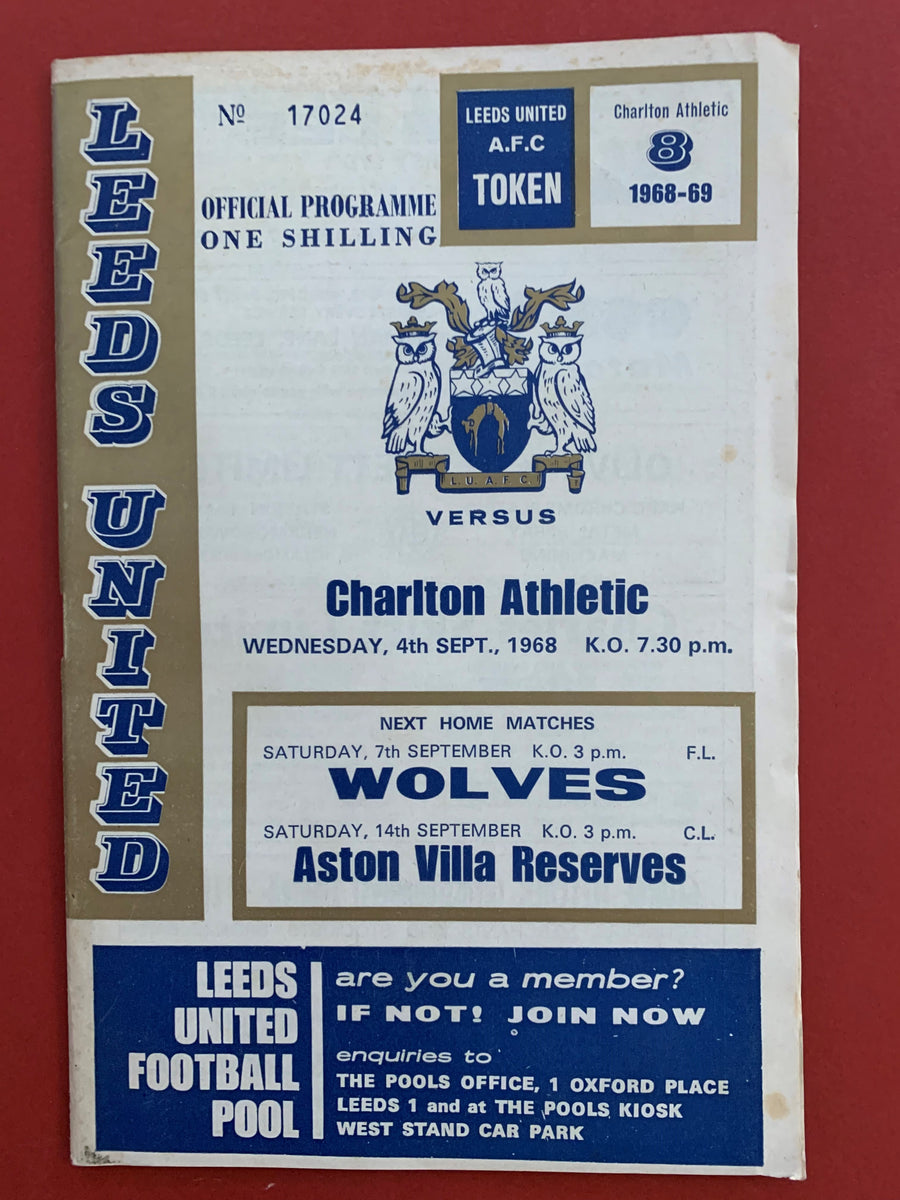 LEEDS UNITED
Nº 17024
OFFICIAL PROGRAMME
ONE SHILLING
LEEDS UNITED
A.F.C
TOKEN
Charlton Athletic
8
1968-69
L.U.A.F.C.
VERSUS
Charlton Athletic
WEDNESDAY, 4th SEPT., 1968 K.O. 7.30 p.m.
NEXT HOME MATCHES
SATURDAY, 7th SEPTEMBER K.O. 3 p.m. F.L.
WOLVES
SATURDAY, 14th SEPTEMBER K.O. 3 p.m. C.L.
Aston Villa Reserves
LEEDS
UNITED
FOOTBALL
POOL
are you a member?
IF NOT! JOIN NOW
enquiries to
THE POOLS OFFICE, 1 OXFORD PLACE
LEEDS 1 and at THE POOLS KIOSK
WEST STAND CAR PARK